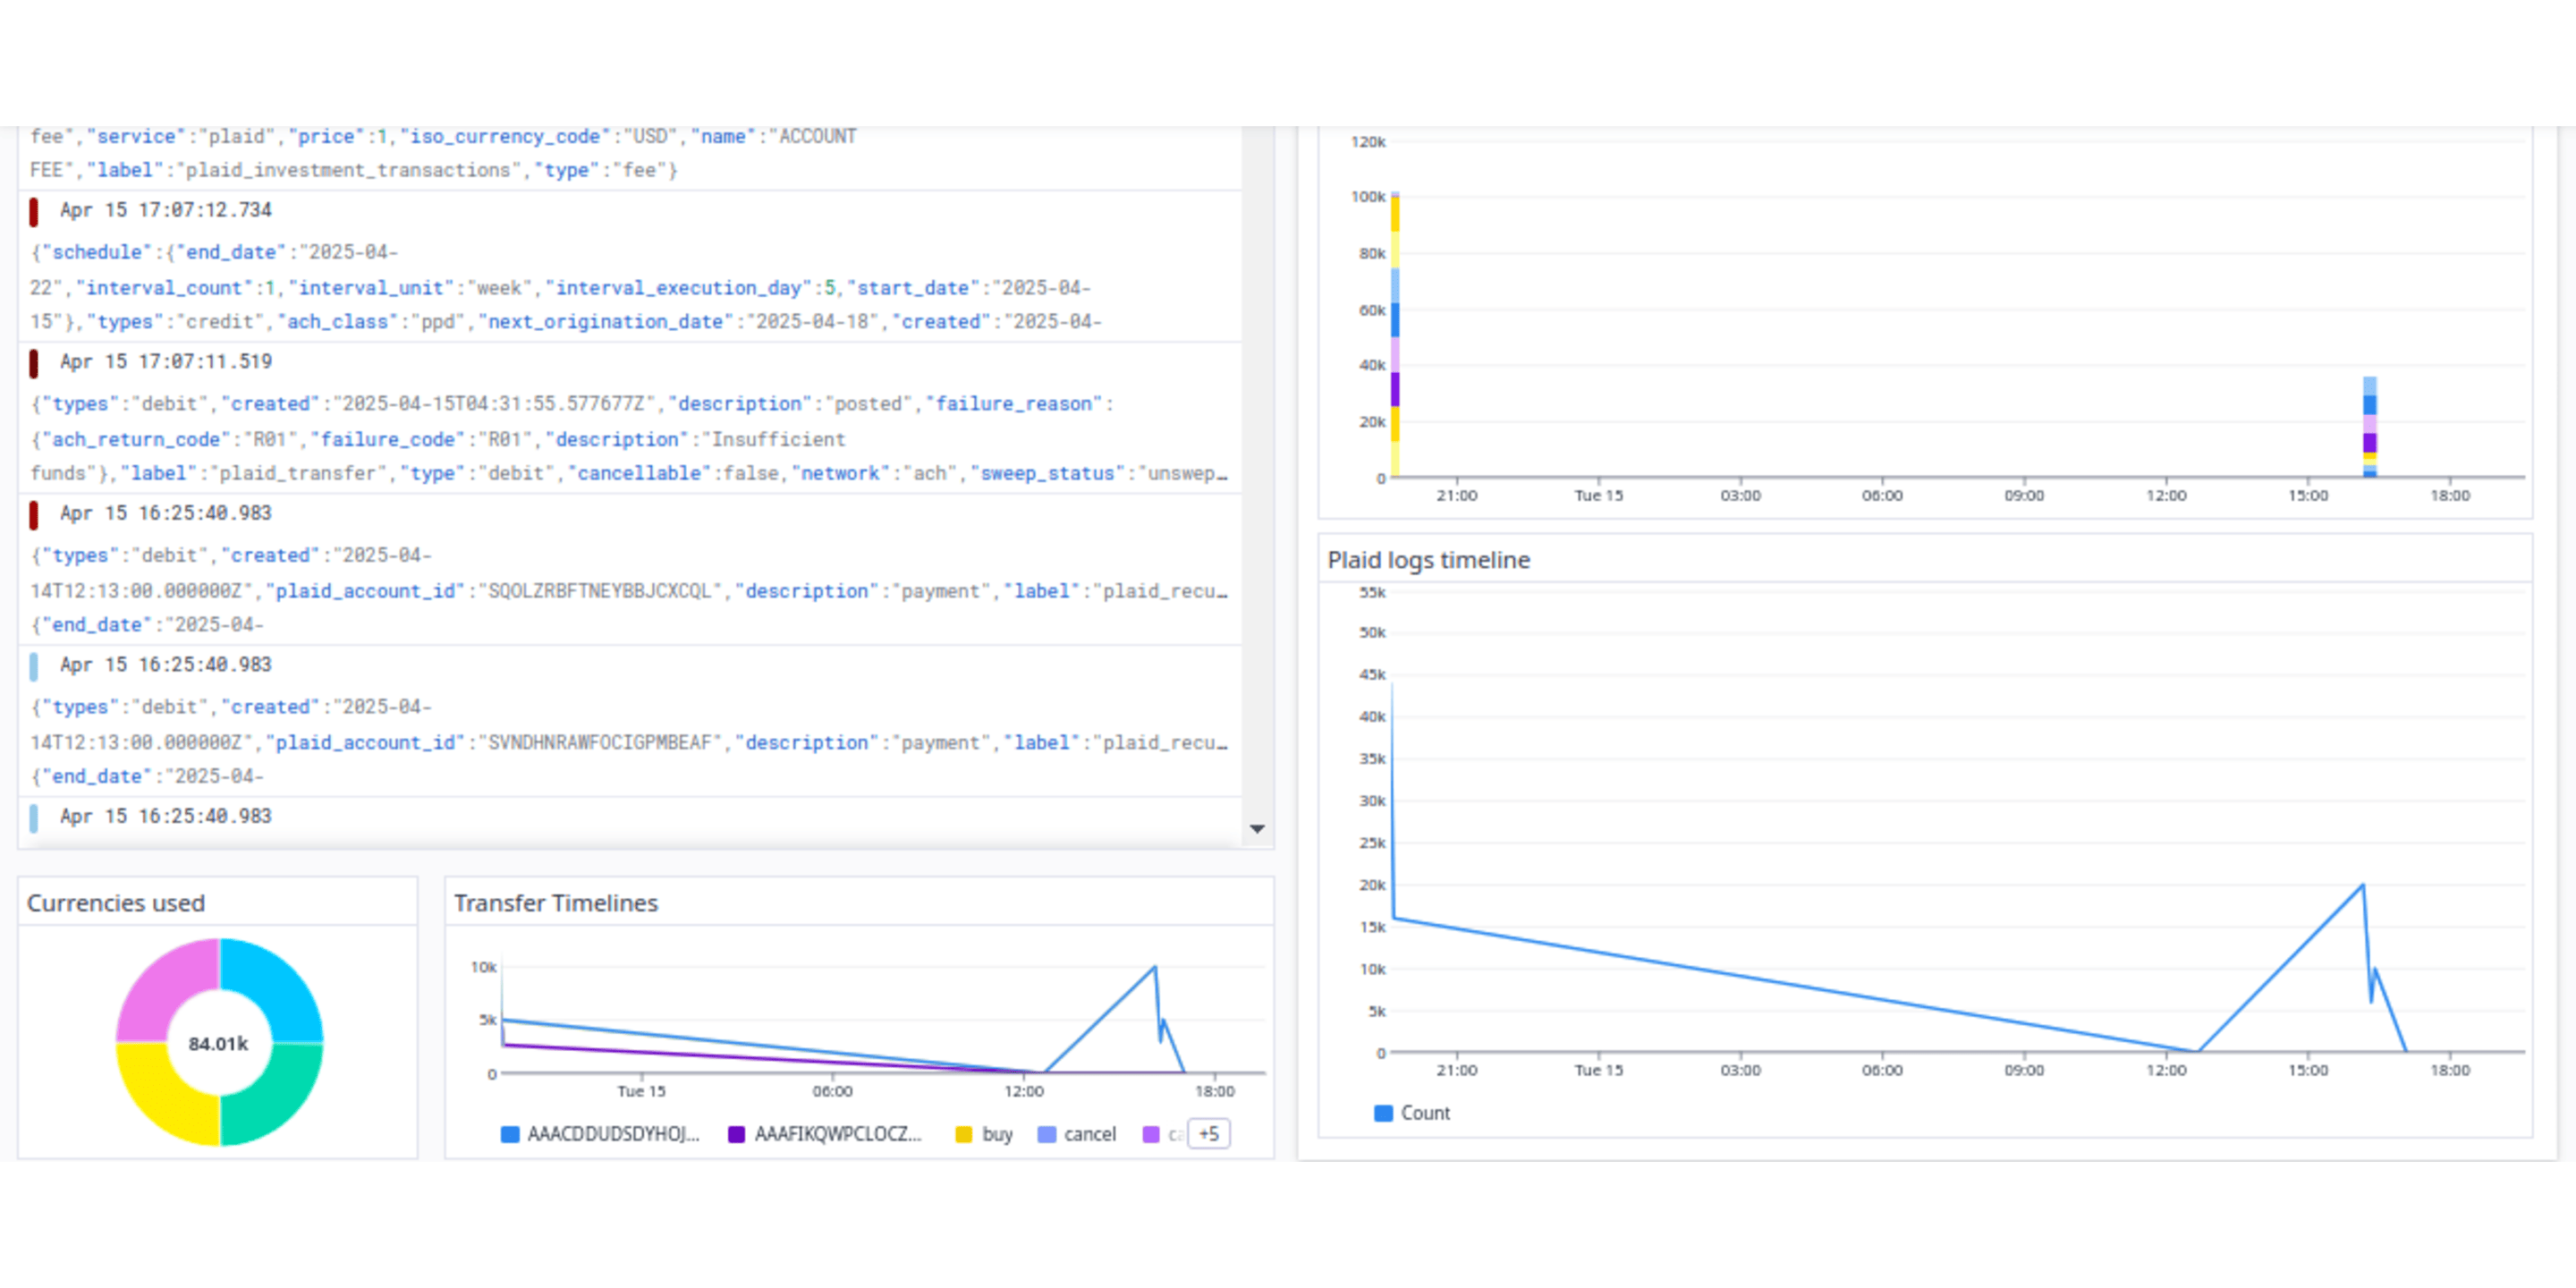 fee","service":"plaid","price":1,"iso_currency_code":"USD","name":"ACCOUNT
FEE","label":"plaid_investment_transactions","type":"fee"}
Apr 15 17:07:12.734
{"schedule":{"end_date":"2025-04-
22","interval_count":1,"interval_unit":"week","interval_execution_day":5,"start_date":"2025-04-
15"},"types":"credit","ach_class":"ppd","next_origination_date":"2025-04-18","created":"2025-04-
Apr 15 17:07:11.519
{"types":"debit","created":"2025-04-15T04:31:55.577677Z","description":"posted","failure_reason":
{"ach_return_code":"R01","failure_code":"R01","description":"Insufficient
funds"},"label":"plaid_transfer","type":"debit","cancellable":false,"network":"ach","sweep_status":"unswep…
Apr 15 16:25:40.983
{"types":"debit","created":"2025-04-
14T12:13:00.000000Z","plaid_account_id":"SQOLZRBFTNEYBBJCXCQL","description":"payment","label":"plaid_recu…
{"end_date":"2025-04-
Apr 15 16:25:40.983
{"types":"debit","created":"2025-04-
14T12:13:00.000000Z","plaid_account_id":"SVNDHNRAWFOCIGPMBEAF","description":"payment","label":"plaid_recu…
{"end_date":"2025-04-
Apr 15 16:25:40.983
Currencies used
84.01k
Transfer Timelines
10k
5k
0
Tue 15 06:00 12:00 18:00
AAACDDUDSDYHOJ... AAAFIKQWPCLOCZ... buy cancel ca +5
120k
100k
80k
60k
40k
20k
0
21:00 Tue 15 03:00 06:00 09:00 12:00 15:00 18:00
Plaid logs timeline
55k
50k
45k
40k
35k
30k
25k
20k
15k
10k
5k
0
21:00 Tue 15 03:00 06:00 09:00 12:00 15:00 18:00
Count